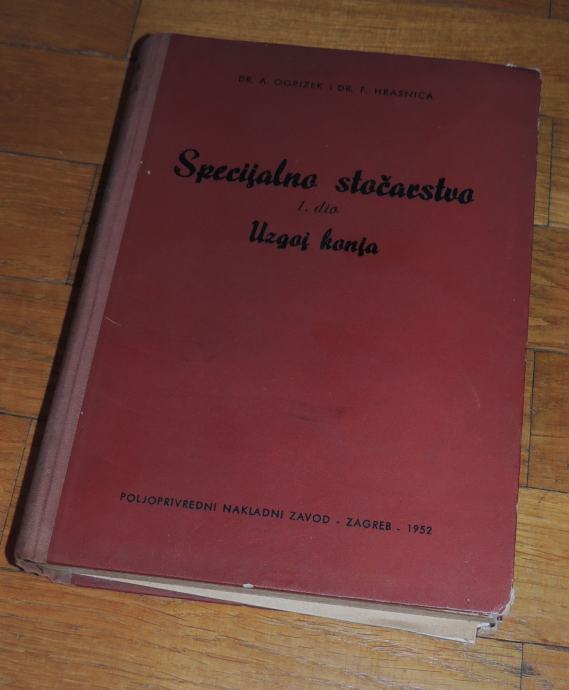 DR. A. OGRIZEK I DR. F. HRASNICA
Specijalno stočarstvo
1. dio
Uzgoj konja
POLJOPRIVREDNI NAKLADNI ZAVOD - ZAGREB - 1952